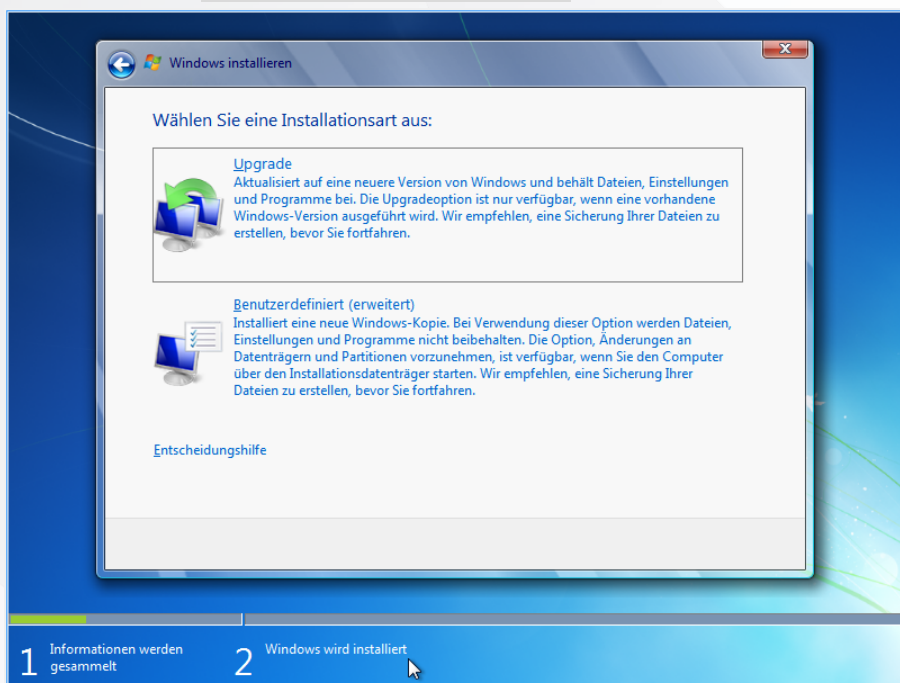 Windows installieren
Wählen Sie eine Installationsart aus:
Upgrade
Aktualisiert auf eine neuere Version von Windows und behält Dateien, Einstellungen
und Programme bei. Die Upgradeoption ist nur verfügbar, wenn eine vorhandene
Windows-Version ausgeführt wird. Wir empfehlen, eine Sicherung Ihrer Dateien zu
erstellen, bevor Sie fortfahren.
Benutzerdefiniert (erweitert)
Installiert eine neue Windows-Kopie. Bei Verwendung dieser Option werden Dateien,
Einstellungen und Programme nicht beibehalten. Die Option, Änderungen an
Datenträgern und Partitionen vorzunehmen, ist verfügbar, wenn Sie den Computer
über den Installationsdatenträger starten. Wir empfehlen, eine Sicherung Ihrer
Dateien zu erstellen, bevor Sie fortfahren.
Entscheidungshilfe
1 Informationen werden
gesammelt
2 Windows wird installiert